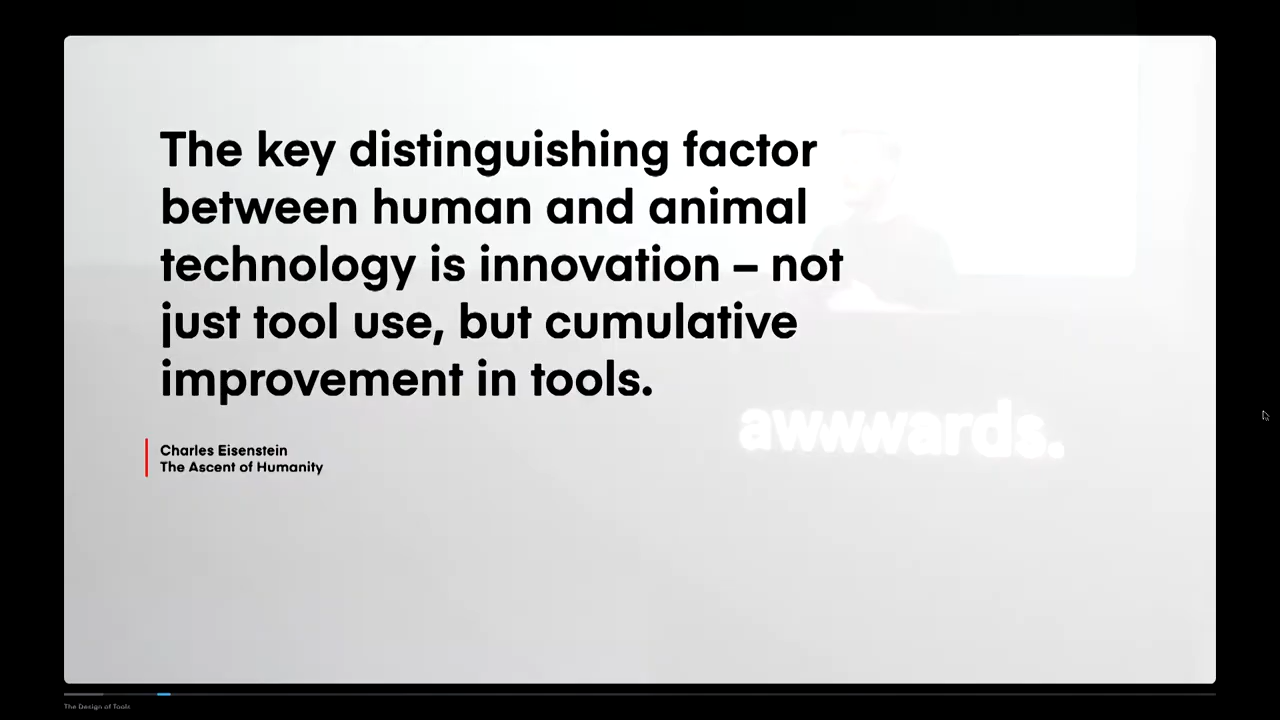 The key distinguishing factor
between human and animal
technology is innovation – not
just tool use, but cumulative
improvement in tools.
Charles Eisenstein
The Ascent of Humanity
awwwards.
The Design of Tools